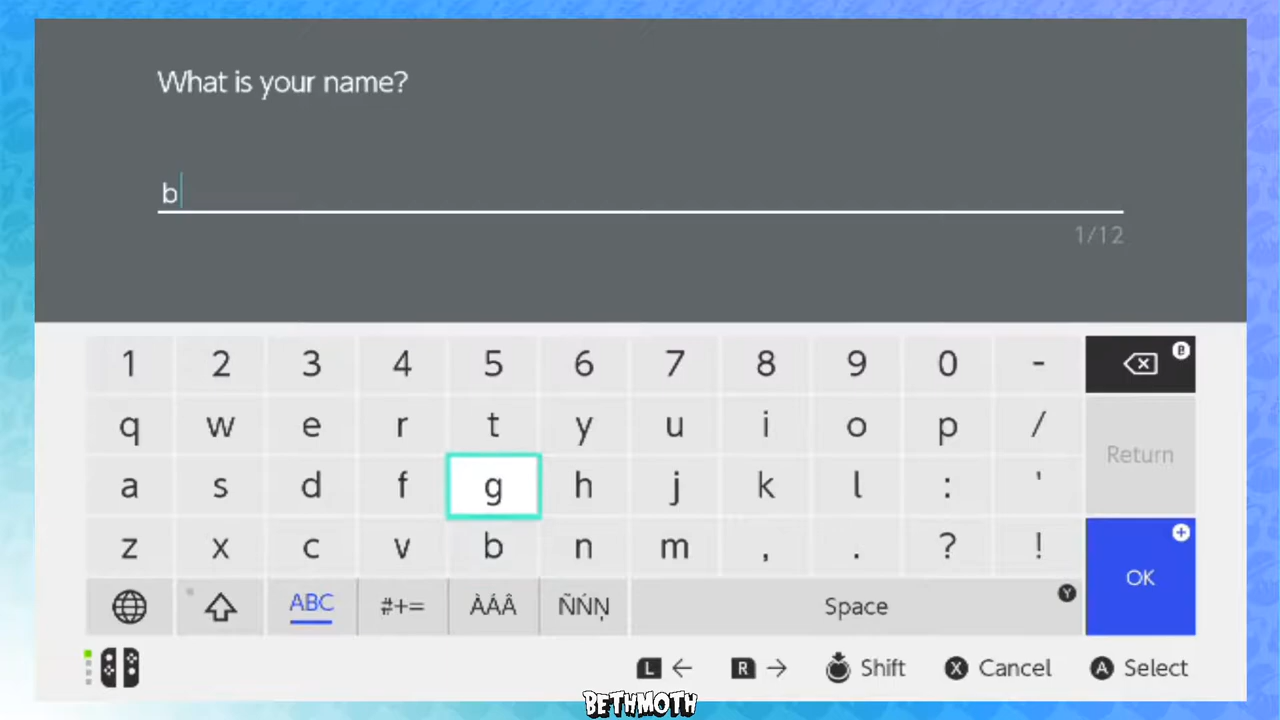 What is your name?
b
1/12
1 2 3 4 5 6 7 8 9 0 -
B
q w e r t y u i o p /
Return
a s d f g h j k l : '
z x c v b n m , . ? !
OK
ABC #+= ÀÁÂ ÑŃŅ Space Y
L ← R → Shift X Cancel A Select
BETHMOTH